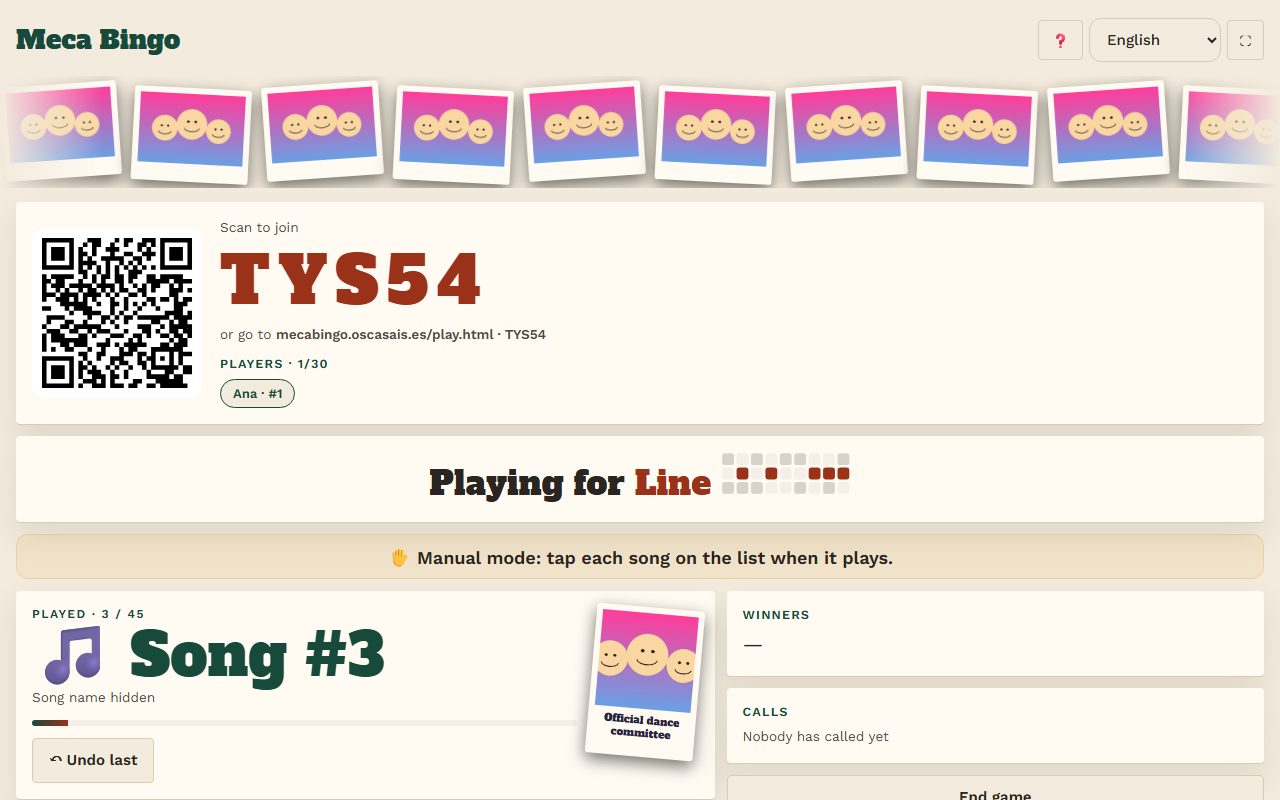 Meca Bingo
English
Scan to join
TYS54
or go to mecabingo.oscasais.es/play.html · TYS54
PLAYERS · 1/30
Ana · #1
Playing for Line
Manual mode: tap each song on the list when it plays.
PLAYED · 3 / 45
Song #3
Song name hidden
Undo last
Official dance
committee
WINNERS
—
CALLS
Nobody has called yet
End game